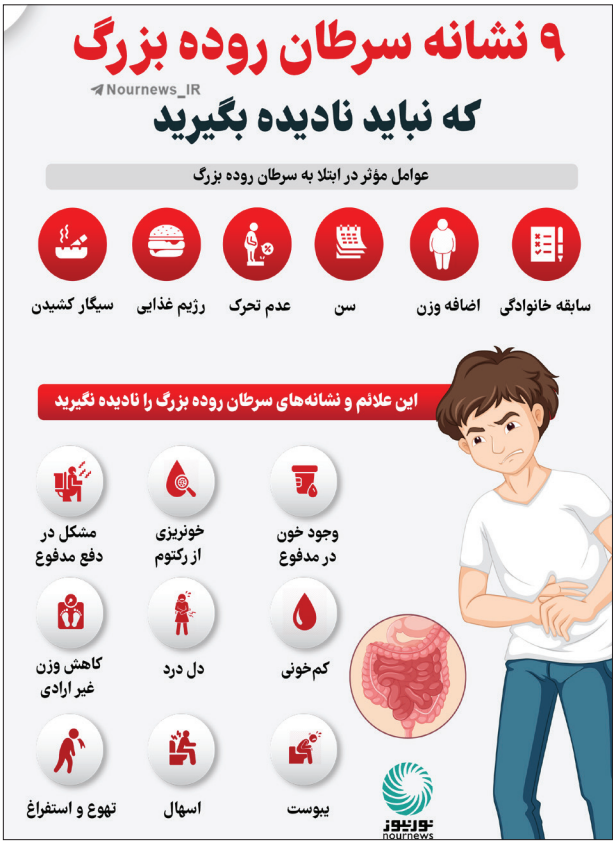 ۹ نشانه سرطان روده بزرگ
Nournews_IR
که نباید نادیده بگیرید
عوامل مؤثر در ابتلا به سرطان روده بزرگ
سابقه خانوادگی
اضافه وزن
سن
عدم تحرک
رژیم غذایی
سیگار کشیدن
این علائم و نشانه‌های سرطان روده بزرگ را نادیده نگیرید
وجود خون
در مدفوع
خونریزی
از رکتوم
مشکل در
دفع مدفوع
کم‌خونی
دل درد
کاهش وزن
غیر ارادی
یبوست
اسهال
تهوع و استفراغ
نورنیوز
nournews